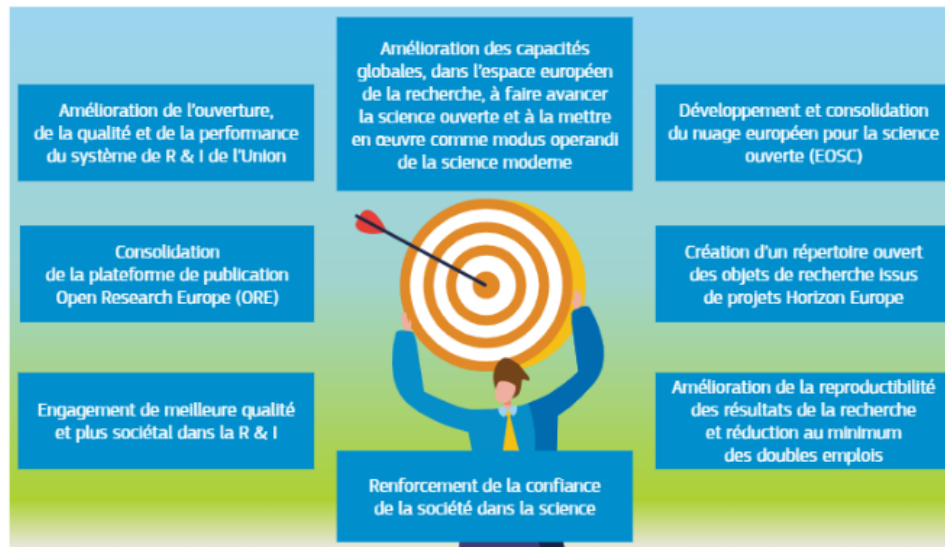 Amélioration des capacités
globales, dans l'espace européen
de la recherche, à faire avancer
la science ouverte et à la mettre
en œuvre comme modus operandi
de la science moderne
Amélioration de l'ouverture,
de la qualité et de la performance
du système de R & I de l'Union
Développement et consolidation
du nuage européen pour la science
ouverte (EOSC)
Consolidation
de la plateforme de publication
Open Research Europe (ORE)
Création d'un répertoire ouvert
des objets de recherche issus
de projets Horizon Europe
Engagement de meilleure qualité
et plus sociétal dans la R & I
Amélioration de la reproductibilité
des résultats de la recherche
et réduction au minimum
des doubles emplois
Renforcement de la confiance
de la société dans la science